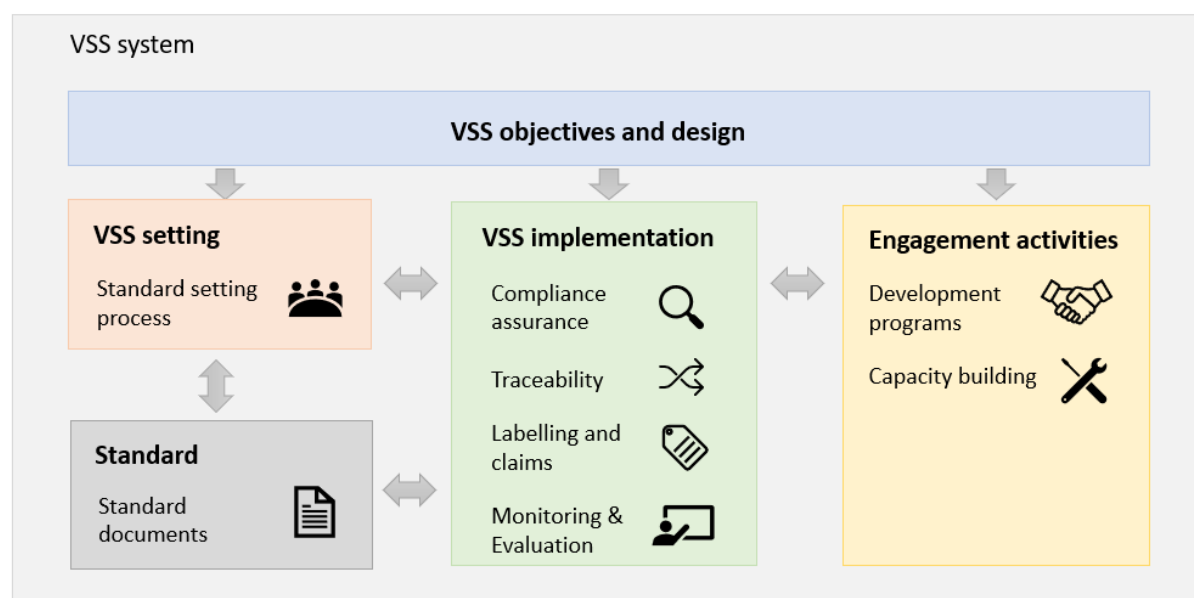 VSS system
VSS objectives and design
VSS setting
Standard setting
process
Standard
Standard
documents
VSS implementation
Compliance
assurance
Traceability
Labelling and
claims
Monitoring &
Evaluation
Engagement activities
Development
programs
Capacity building